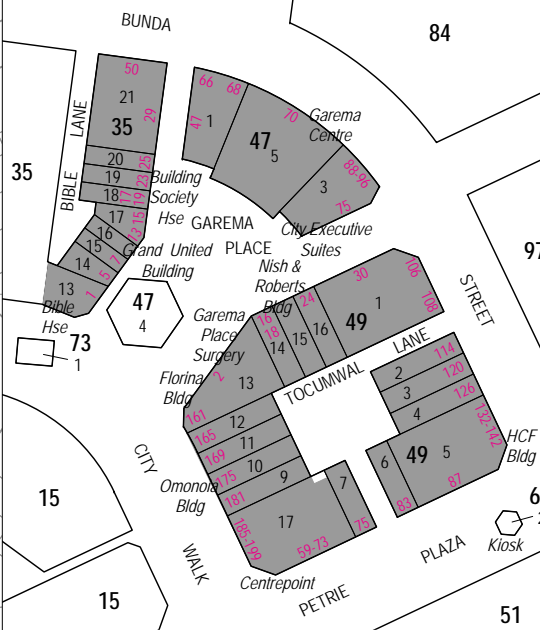 BUNDA
84
50
21
29
35
66
68
47
1
70
Garema
Centre
47
5
LANE
35
20
25
19
23
18
17
19
BIBLE
Building
Society
Hse
88-96
3
75
17
15
16
13
15
7
14
5
13
1
GAREMA
PLACE
City Executive
Suites
Grand United
Building
Nish &
Roberts
Bldg
97
Bible
Hse
47
4
73
1
30
106
108
STREET
24
1
16
18
49
16
15
14
Garema
Place
Surgery
13
2
Florina
Bldg
TOCUMWAL
LANE
114
2
120
3
126
4
132-142
161
12
165
11
169
10
175
9
181
Omonoia
Bldg
CITY
WALK
6
49
5
87
83
HCF
Bldg
7
17
185-199
59-73
75
15
Centrepoint
PETRIE
PLAZA
Kiosk
6
15
51